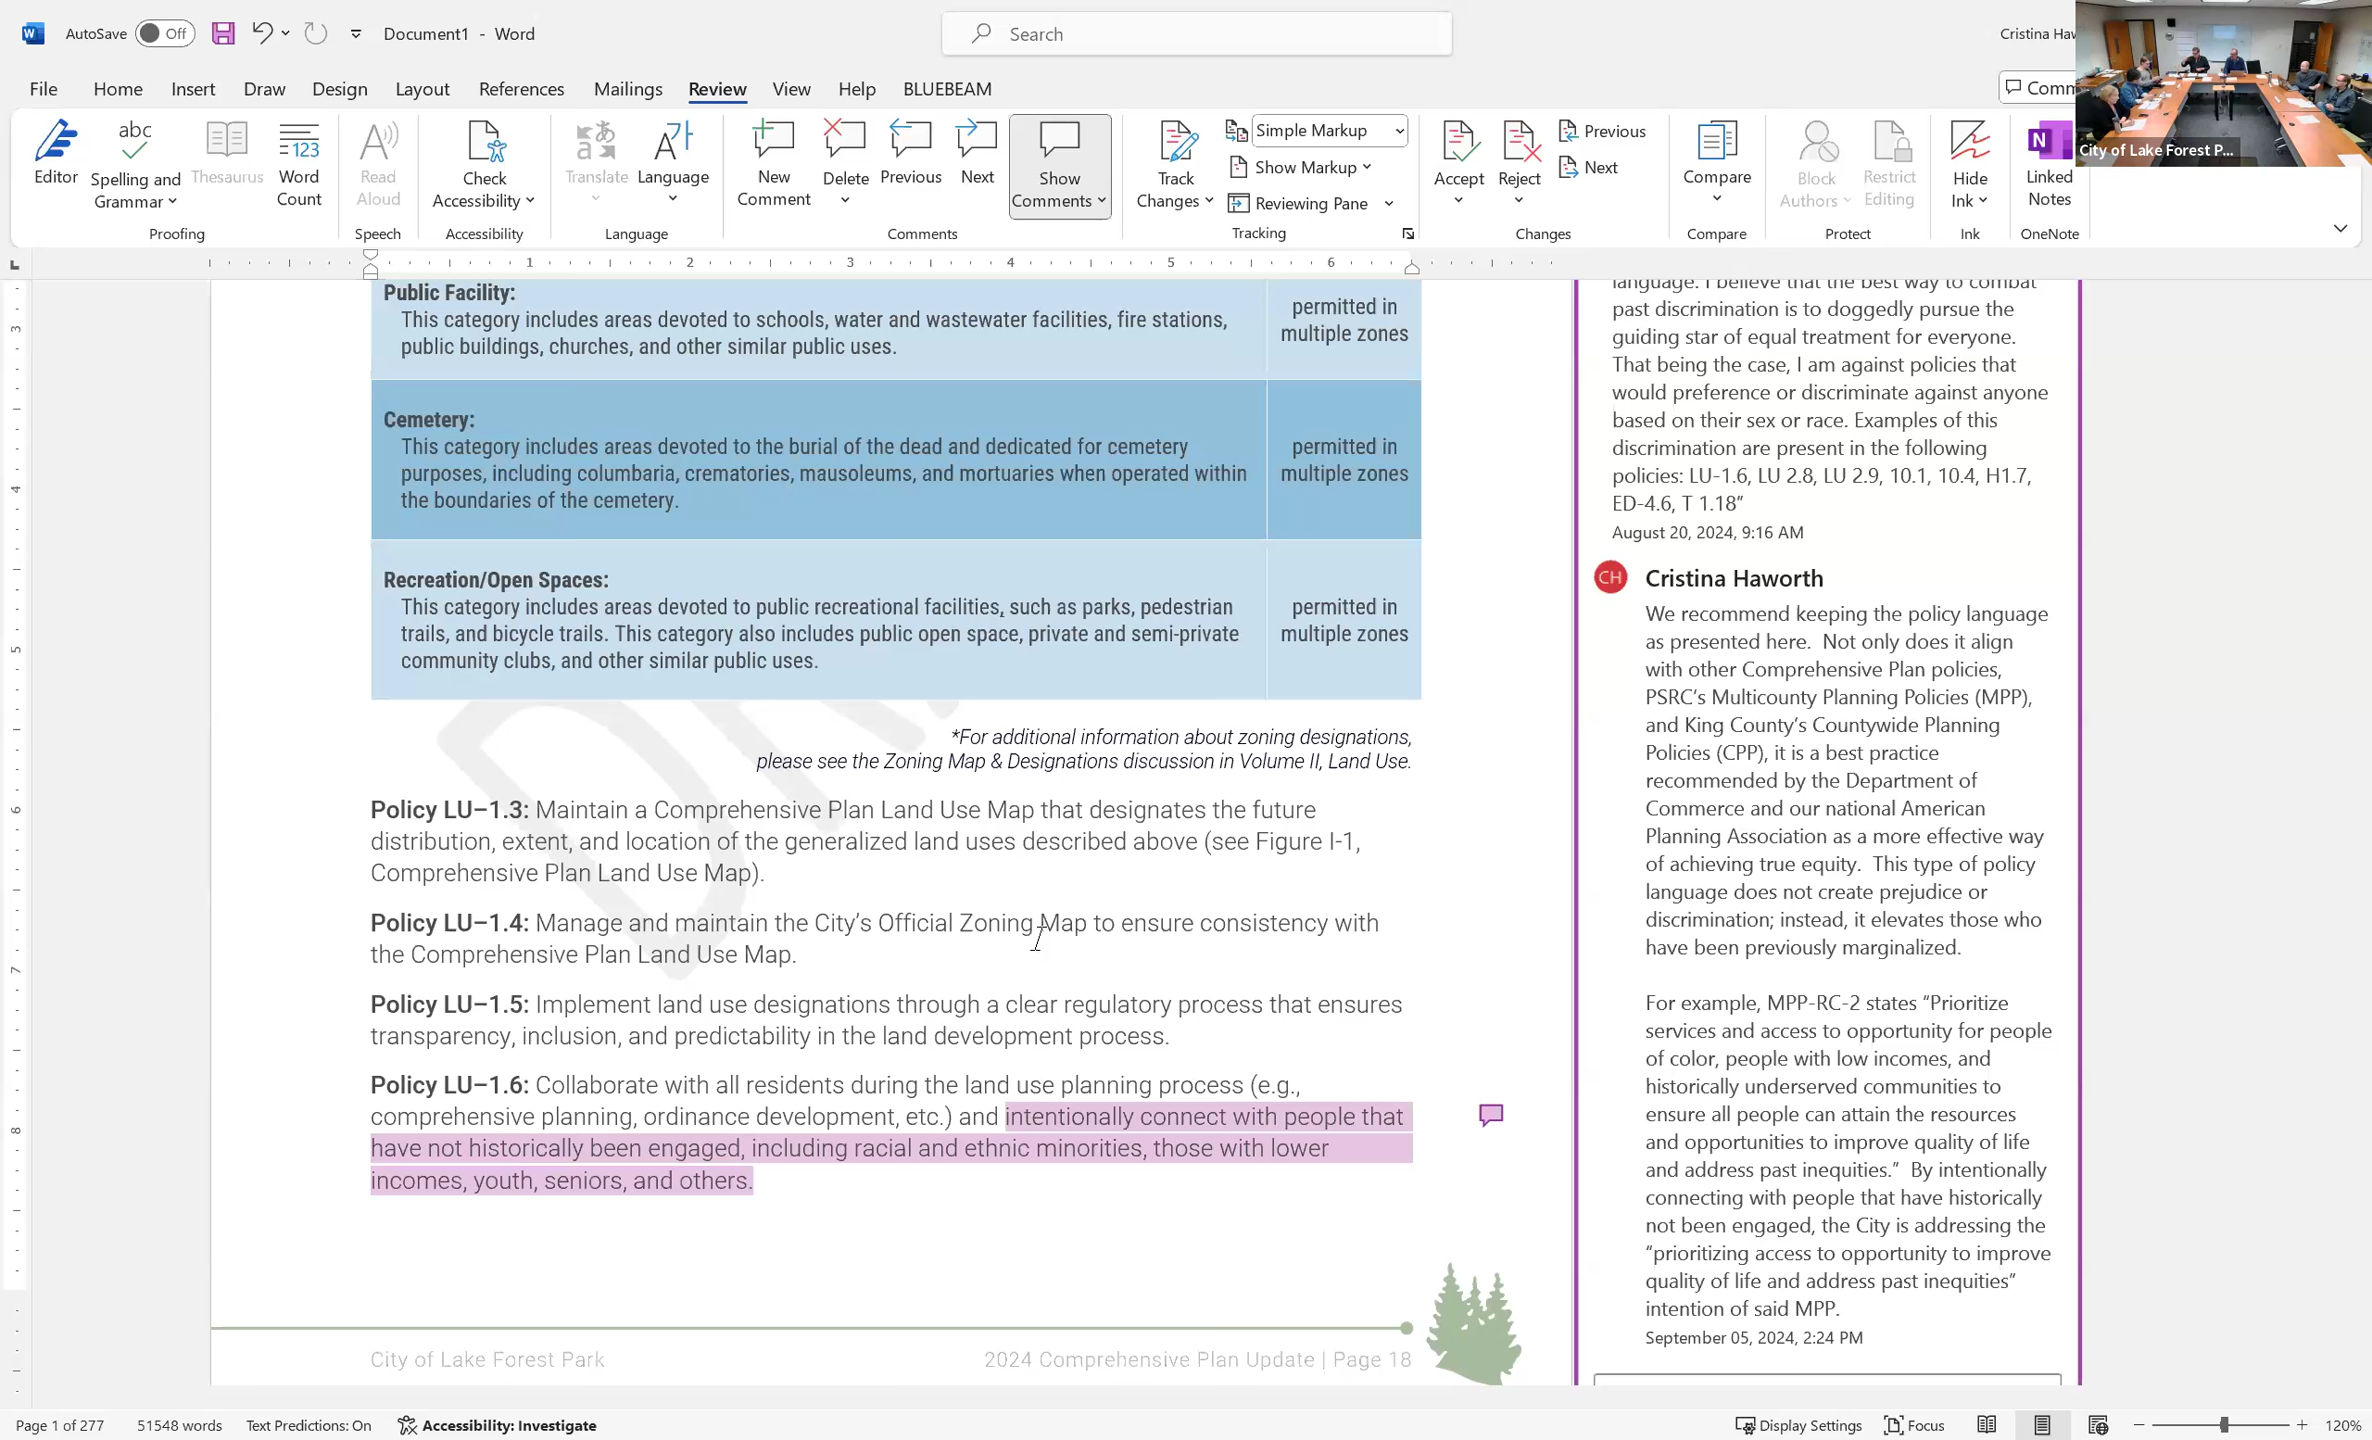 AutoSave Off Document1 - Word
Search
Cristina Haw
File Home Insert Draw Design Layout References Mailings Review View Help BLUEBEAM
Comm
Editor
Spelling and Grammar
Thesaurus
Word Count
Proofing
Read Aloud
Speech
Check Accessibility
Accessibility
Translate
Language
Language
New Comment
Delete
Previous
Next
Show Comments
Comments
Track Changes
Simple Markup
Show Markup
Reviewing Pane
Tracking
Accept
Reject
Previous
Next
Changes
Compare
Compare
Block Authors
Restrict Editing
Protect
Hide Ink
Ink
Linked Notes
OneNote
City of Lake Forest P...
1 2 3 4 5 6
3
4
5
6
7
8
Public Facility:
This category includes areas devoted to schools, water and wastewater facilities, fire stations,
public buildings, churches, and other similar public uses.
permitted in
multiple zones
Cemetery:
This category includes areas devoted to the burial of the dead and dedicated for cemetery
purposes, including columbaria, crematories, mausoleums, and mortuaries when operated within
the boundaries of the cemetery.
permitted in
multiple zones
Recreation/Open Spaces:
This category includes areas devoted to public recreational facilities, such as parks, pedestrian
trails, and bicycle trails. This category also includes public open space, private and semi-private
community clubs, and other similar public uses.
permitted in
multiple zones
*For additional information about zoning designations,
please see the Zoning Map & Designations discussion in Volume II, Land Use.
Policy LU–1.3: Maintain a Comprehensive Plan Land Use Map that designates the future
distribution, extent, and location of the generalized land uses described above (see Figure I-1,
Comprehensive Plan Land Use Map).
Policy LU–1.4: Manage and maintain the City’s Official Zoning Map to ensure consistency with
the Comprehensive Plan Land Use Map.
Policy LU–1.5: Implement land use designations through a clear regulatory process that ensures
transparency, inclusion, and predictability in the land development process.
Policy LU–1.6: Collaborate with all residents during the land use planning process (e.g.,
comprehensive planning, ordinance development, etc.) and intentionally connect with people that
have not historically been engaged, including racial and ethnic minorities, those with lower
incomes, youth, seniors, and others.
City of Lake Forest Park
2024 Comprehensive Plan Update | Page 18
language. I believe that the best way to combat
past discrimination is to doggedly pursue the
guiding star of equal treatment for everyone.
That being the case, I am against policies that
would preference or discriminate against anyone
based on their sex or race. Examples of this
discrimination are present in the following
policies: LU-1.6, LU 2.8, LU 2.9, 10.1, 10.4, H1.7,
ED-4.6, T 1.18”
August 20, 2024, 9:16 AM
CH
Cristina Haworth
We recommend keeping the policy language
as presented here. Not only does it align
with other Comprehensive Plan policies,
PSRC’s Multicounty Planning Policies (MPP),
and King County’s Countywide Planning
Policies (CPP), it is a best practice
recommended by the Department of
Commerce and our national American
Planning Association as a more effective way
of achieving true equity. This type of policy
language does not create prejudice or
discrimination; instead, it elevates those who
have been previously marginalized.
For example, MPP-RC-2 states “Prioritize
services and access to opportunity for people
of color, people with low incomes, and
historically underserved communities to
ensure all people can attain the resources
and opportunities to improve quality of life
and address past inequities.” By intentionally
connecting with people that have historically
not been engaged, the City is addressing the
“prioritizing access to opportunity to improve
quality of life and address past inequities”
intention of said MPP.
September 05, 2024, 2:24 PM
Page 1 of 277 51548 words Text Predictions: On Accessibility: Investigate
Display Settings Focus 120%